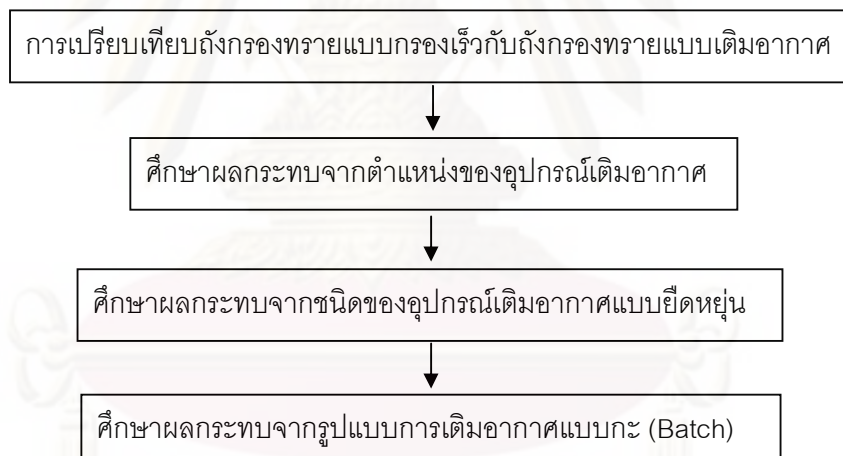 การเปรียบเทียบถังกรองทรายแบบกรองเร็วกับถังกรองทรายแบบเติมอากาศ
ศึกษาผลกระทบจากตำแหน่งของอุปกรณ์เติมอากาศ
ศึกษาผลกระทบจากชนิดของอุปกรณ์เติมอากาศแบบยืดหยุ่น
ศึกษาผลกระทบจากรูปแบบการเติมอากาศแบบกะ (Batch)